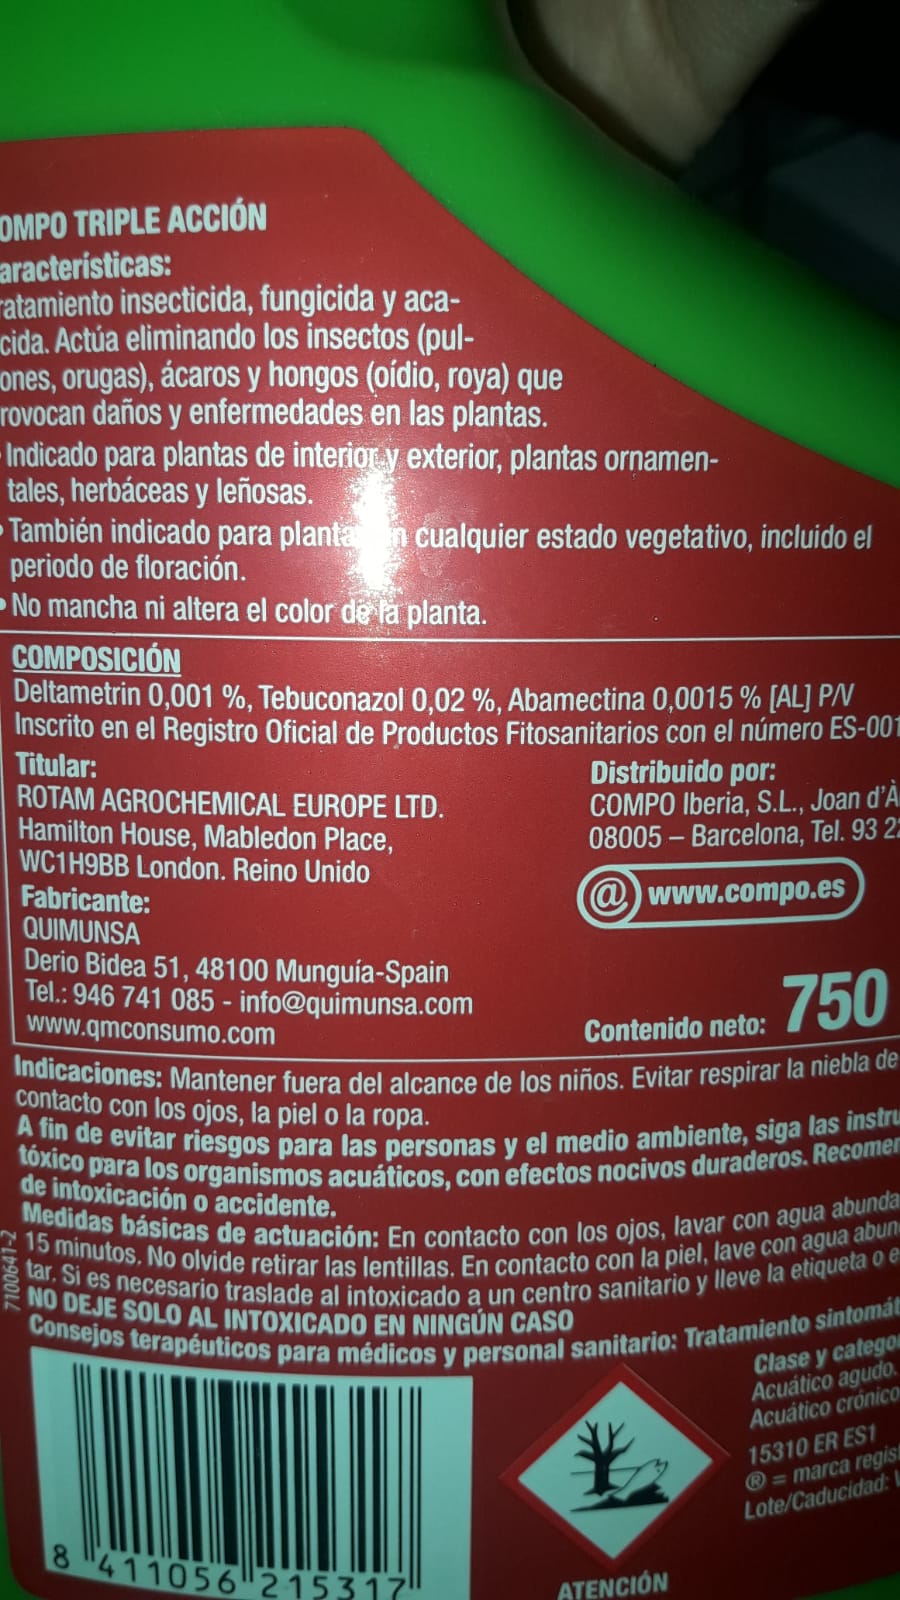 OMPO TRIPLE ACCIÓN
aracterísticas:
ratamiento insecticida, fungicida y aca-
cida. Actúa eliminando los insectos (pul-
ones, orugas), ácaros y hongos (oídio, roya) que
rovocan daños y enfermedades en las plantas.
Indicado para plantas de interior y exterior, plantas ornamen-
tales, herbáceas y leñosas.
• También indicado para planta n cualquier estado vegetativo, incluido el
periodo de floración.
• No mancha ni altera el color de la planta.
COMPOSICIÓN
Deltametrin 0,001 %, Tebuconazol 0,02 %, Abamectina 0,0015 % [AL] P/V
Inscrito en el Registro Oficial de Productos Fitosanitarios con el número ES-001
Titular:
ROTAM AGROCHEMICAL EUROPE LTD.
Hamilton House, Mabledon Place,
WC1H9BB London. Reino Unido
Fabricante:
QUIMUNSA
Derio Bidea 51, 48100 Munguía-Spain
Tel.: 946 741 085 - info@quimunsa.com
www.qmconsumo.com
Distribuido por:
COMPO Iberia, S.L., Joan d'À
08005 – Barcelona, Tel. 93 22
@ www.compo.es
Contenido neto: 750
Indicaciones: Mantener fuera del alcance de los niños. Evitar respirar la niebla de
contacto con los ojos, la piel o la ropa.
A fin de evitar riesgos para las personas y el medio ambiente, siga las instru
tóxico para los organismos acuáticos, con efectos nocivos duraderos. Recomen
de intoxicación o accidente.
Medidas básicas de actuación: En contacto con los ojos, lavar con agua abunda
15 minutos. No olvide retirar las lentillas. En contacto con la piel, lave con agua abun
tar. Si es necesario traslade al intoxicado a un centro sanitario y lleve la etiqueta o e
NO DEJE SOLO AL INTOXICADO EN NINGÚN CASO
Consejos terapéuticos para médicos y personal sanitario: Tratamiento sintomát
7100641-2
8 411056 215317
ATENCIÓN
Clase y categor
Acuático agudo.
Acuático crónico
15310 ER ES1
® = marca regist
Lote/Caducidad: